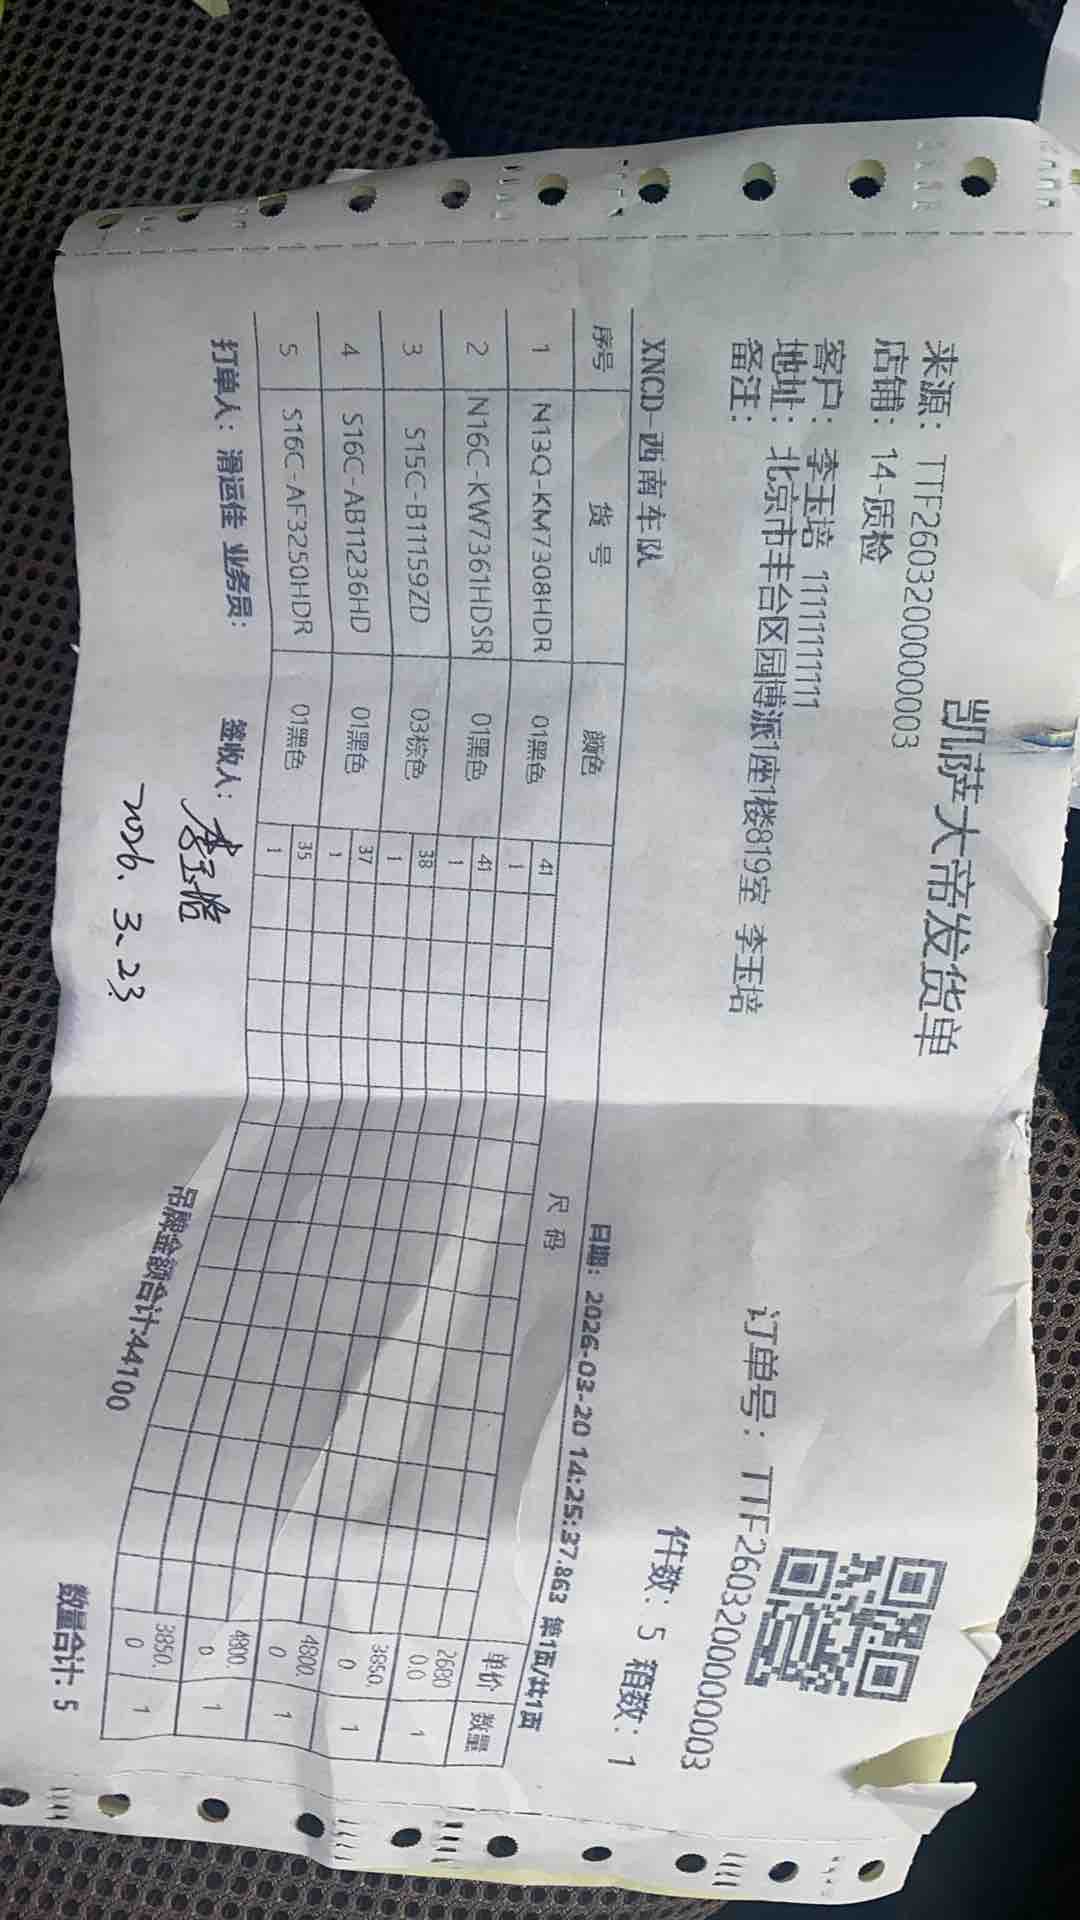 凯萨大帝发货单
来源: TTF2603200000003
店铺: 14-质检
订单号: TTF2603200000003
客户: 李玉培 11111111111
地址: 北京市丰台区园博派1座1楼819室 李玉培
备注:
件数: 5 箱数: 1
XNCD-西南车队
日期: 2026-03-20 14:25:37.863 第1页/共1页
序号 货号 颜色 尺码 单价 数量
1 N13Q-KM7308HDR 01黑色 41 1 26800.0 1
2 N16C-KW7361HDSR 01黑色 41 1 3850.0 1
3 S15C-B11159ZD 03棕色 38 1 4800.0 1
4 S16C-AB11236HD 01黑色 37 1 4800.0 1
5 S16C-AF3250HDR 01黑色 35 1 3850.0 1
打单人: 滑运佳 业务员: 签收人: 李玉培
吊牌金额合计:44100
数量合计: 5
2026.3.23